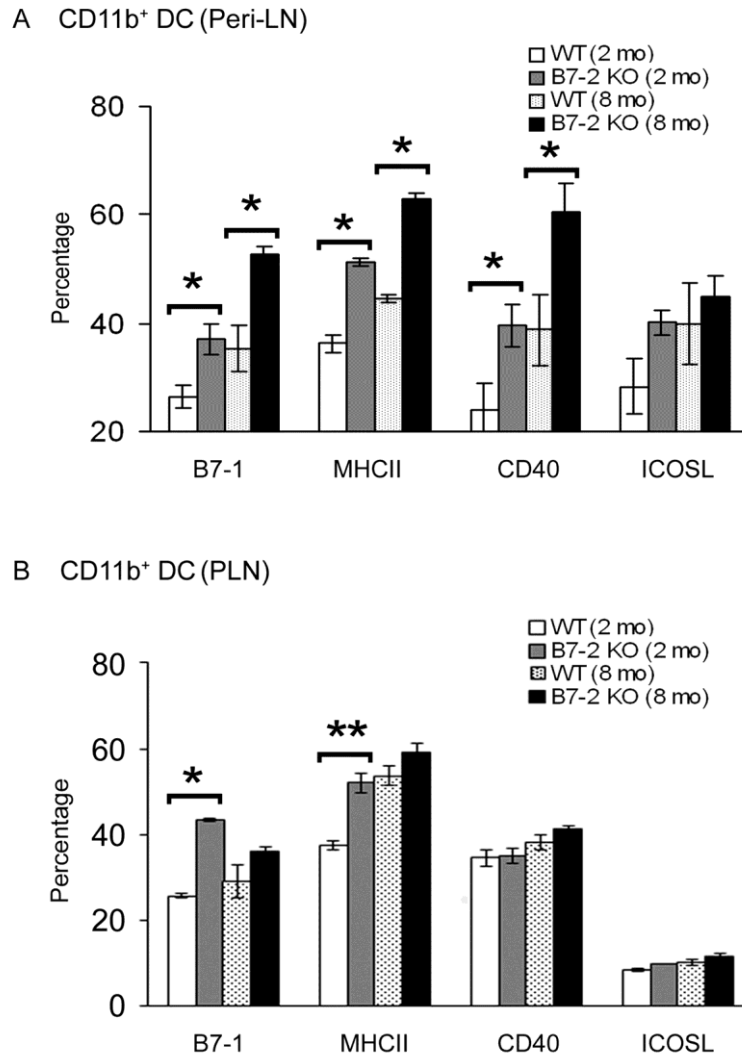 A CD11b⁺ DC (Peri-LN)
WT (2 mo)
B7-2 KO (2 mo)
WT (8 mo)
B7-2 KO (8 mo)
Percentage
80
60
40
20
*
*
*
*
*
*
B7-1 MHCII CD40 ICOSL
B CD11b⁺ DC (PLN)
WT (2 mo)
B7-2 KO (2 mo)
WT (8 mo)
B7-2 KO (8 mo)
Percentage
80
60
40
20
0
*
**
B7-1 MHCII CD40 ICOSL